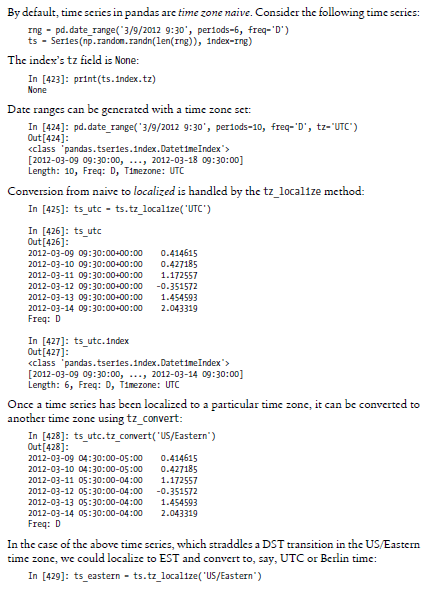 By default, time series in pandas are time zone naive. Consider the following time series:
rng = pd.date_range('3/9/2012 9:30', periods=6, freq='D')
ts = Series(np.random.randn(len(rng)), index=rng)
The index's tz field is None:
In [423]: print(ts.index.tz)
None
Date ranges can be generated with a time zone set:
In [424]: pd.date_range('3/9/2012 9:30', periods=10, freq='D', tz='UTC')
Out[424]:
<class 'pandas.tseries.index.DatetimeIndex'>
[2012-03-09 09:30:00, ..., 2012-03-18 09:30:00]
Length: 10, Freq: D, Timezone: UTC
Conversion from naive to localized is handled by the tz_localize method:
In [425]: ts_utc = ts.tz_localize('UTC')
In [426]: ts_utc
Out[426]:
2012-03-09 09:30:00+00:00 0.414615
2012-03-10 09:30:00+00:00 0.427185
2012-03-11 09:30:00+00:00 1.172557
2012-03-12 09:30:00+00:00 -0.351572
2012-03-13 09:30:00+00:00 1.454593
2012-03-14 09:30:00+00:00 2.043319
Freq: D
In [427]: ts_utc.index
Out[427]:
<class 'pandas.tseries.index.DatetimeIndex'>
[2012-03-09 09:30:00, ..., 2012-03-14 09:30:00]
Length: 6, Freq: D, Timezone: UTC
Once a time series has been localized to a particular time zone, it can be converted to
another time zone using tz_convert:
In [428]: ts_utc.tz_convert('US/Eastern')
Out[428]:
2012-03-09 04:30:00-05:00 0.414615
2012-03-10 04:30:00-05:00 0.427185
2012-03-11 05:30:00-04:00 1.172557
2012-03-12 05:30:00-04:00 -0.351572
2012-03-13 05:30:00-04:00 1.454593
2012-03-14 05:30:00-04:00 2.043319
Freq: D
In the case of the above time series, which straddles a DST transition in the US/Eastern
time zone, we could localize to EST and convert to, say, UTC or Berlin time:
In [429]: ts_eastern = ts.tz_localize('US/Eastern')